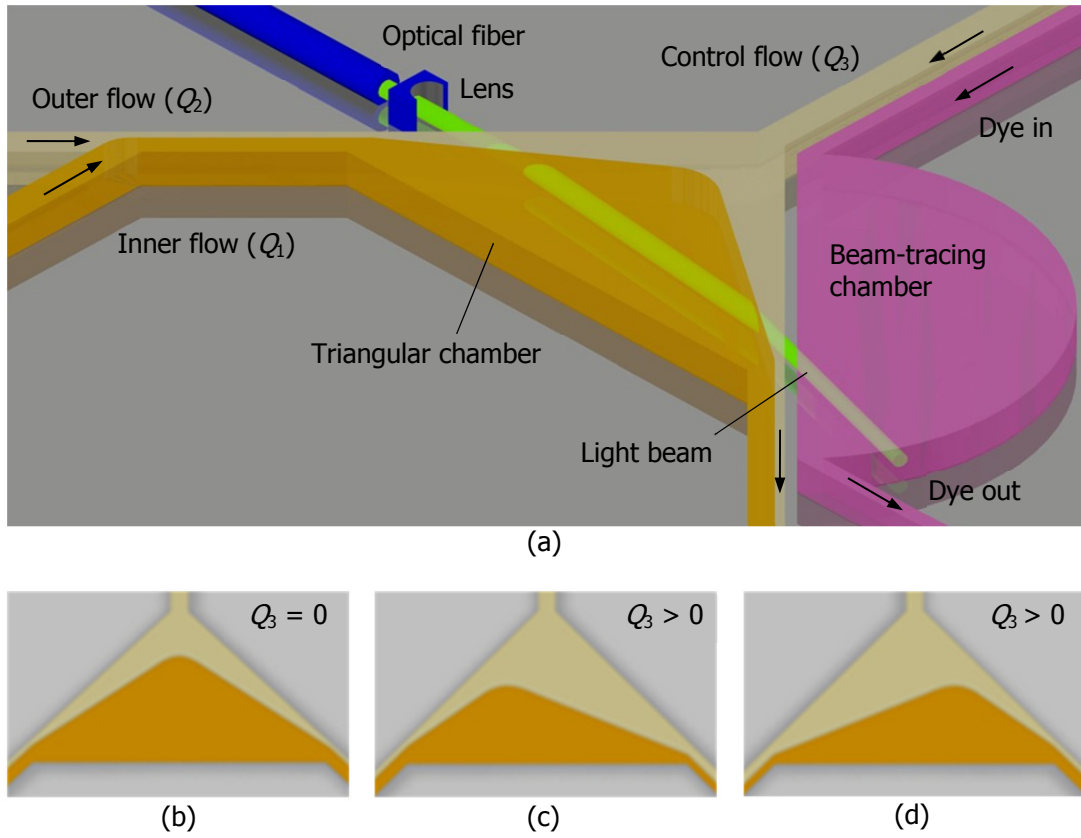 Optical fiber
Control flow (Q3)
Lens
Outer flow (Q2)
Dye in
Inner flow (Q1)
Beam-tracing
chamber
Triangular chamber
Light beam
Dye out
(a)
Q3 = 0
Q3 > 0
Q3 > 0
(b)
(c)
(d)